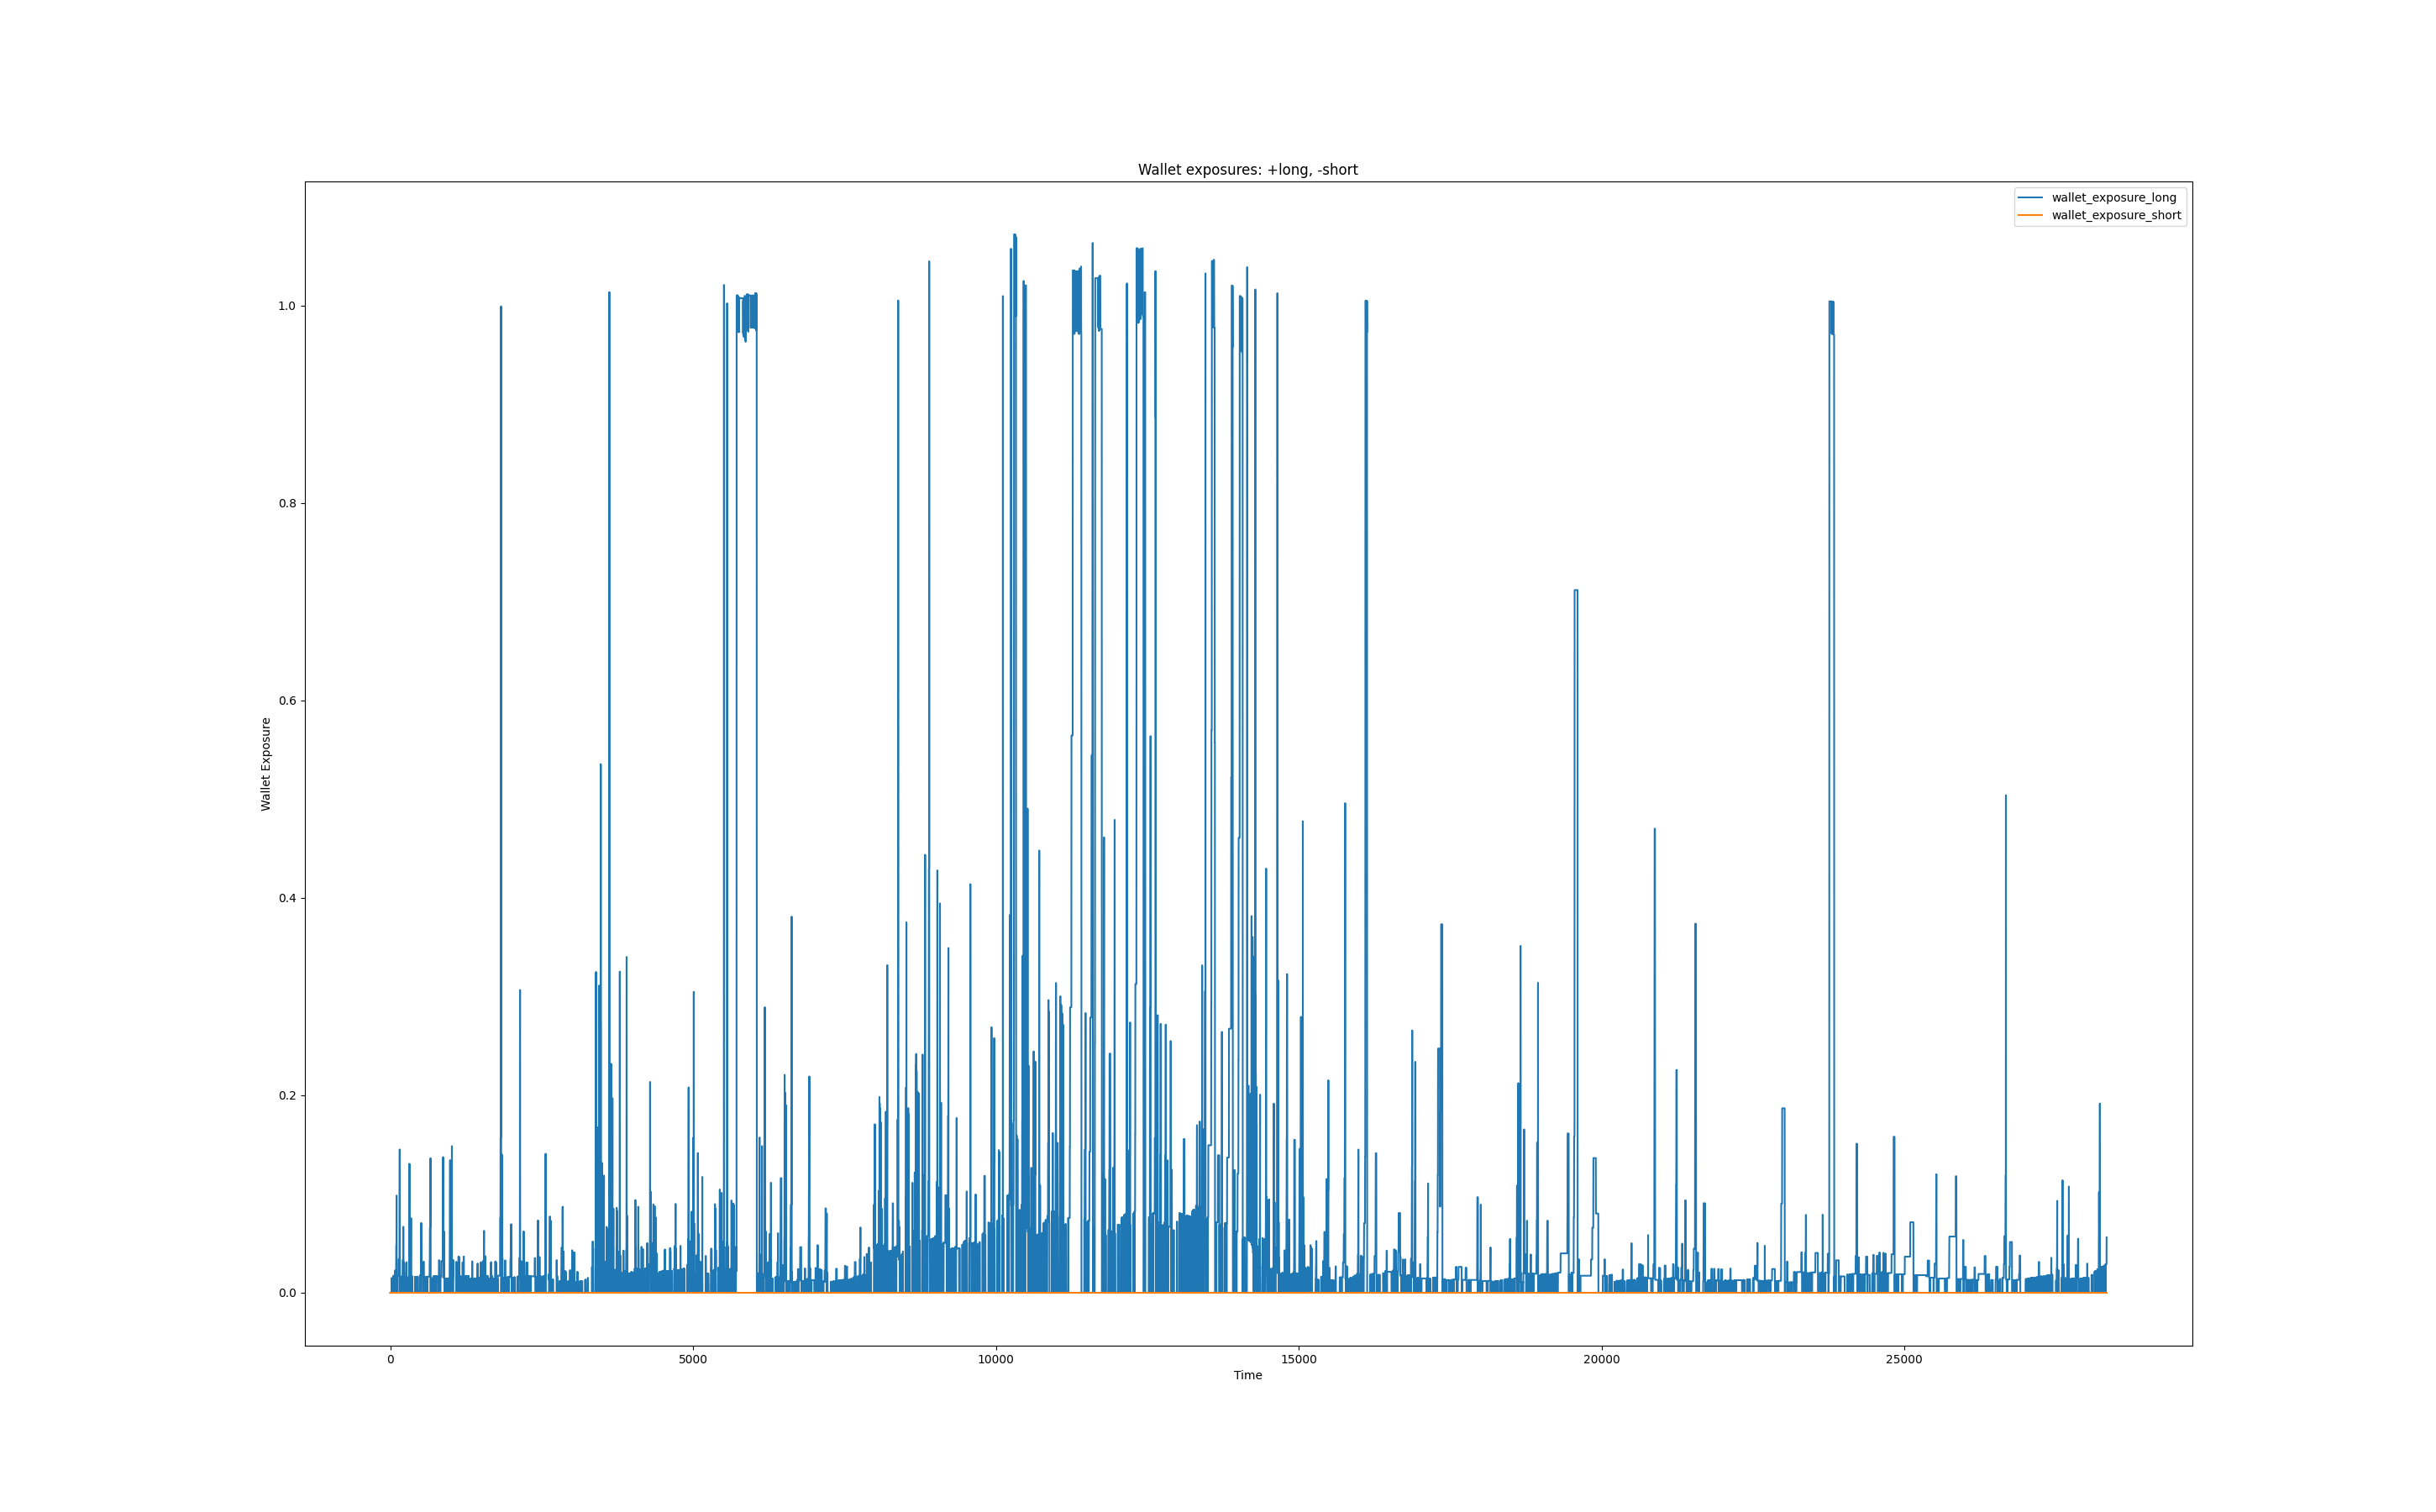 Wallet exposures: +long, -short
wallet_exposure_long
wallet_exposure_short
1.0
0.8
0.6
0.4
0.2
0.0
Wallet Exposure
0 5000 10000 15000 20000 25000
Time